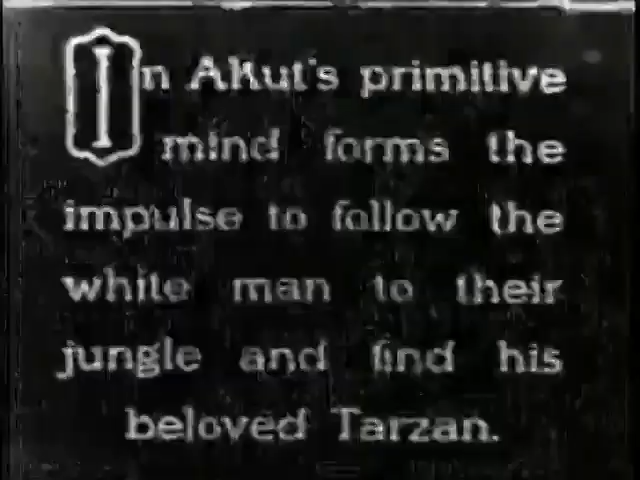 In Akut's primitive
mind forms the
impulse to follow the
white man to their
jungle and find his
beloved Tarzan.